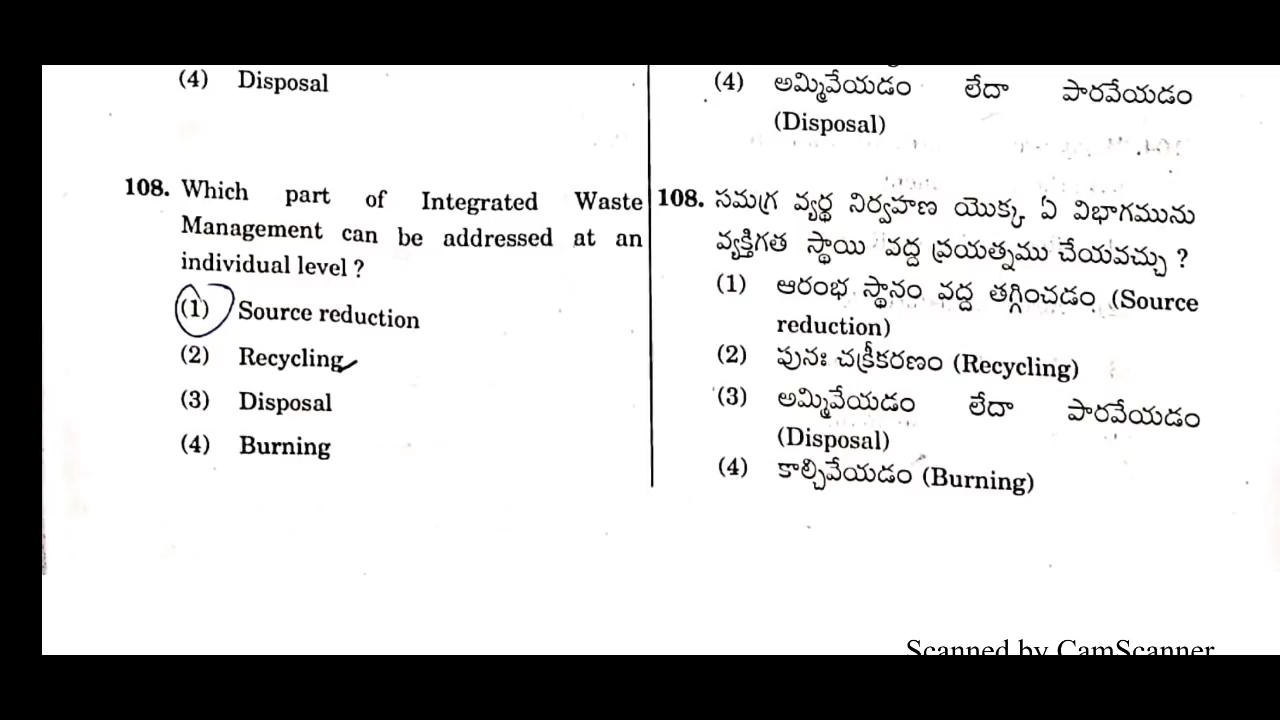 (4) Disposal
108. Which part of Integrated Waste
Management can be addressed at an
individual level ?
(1) Source reduction
(2) Recycling
(3) Disposal
(4) Burning
(4) అమ్మివేయడం లేదా పారవేయడం
(Disposal)
108. సమగ్ర వ్యర్థ నిర్వహణ యొక్క ఏ విభాగమును
వ్యక్తిగత స్థాయి వద్ద ప్రయత్నము చేయవచ్చు ?
(1) ఆరంభ స్థానం వద్ద తగ్గించడం (Source
reduction)
(2) పునః చక్రీకరణం (Recycling)
(3) అమ్మివేయడం లేదా పారవేయడం
(Disposal)
(4) కాల్చివేయడం (Burning)
Scanned by CamScanner